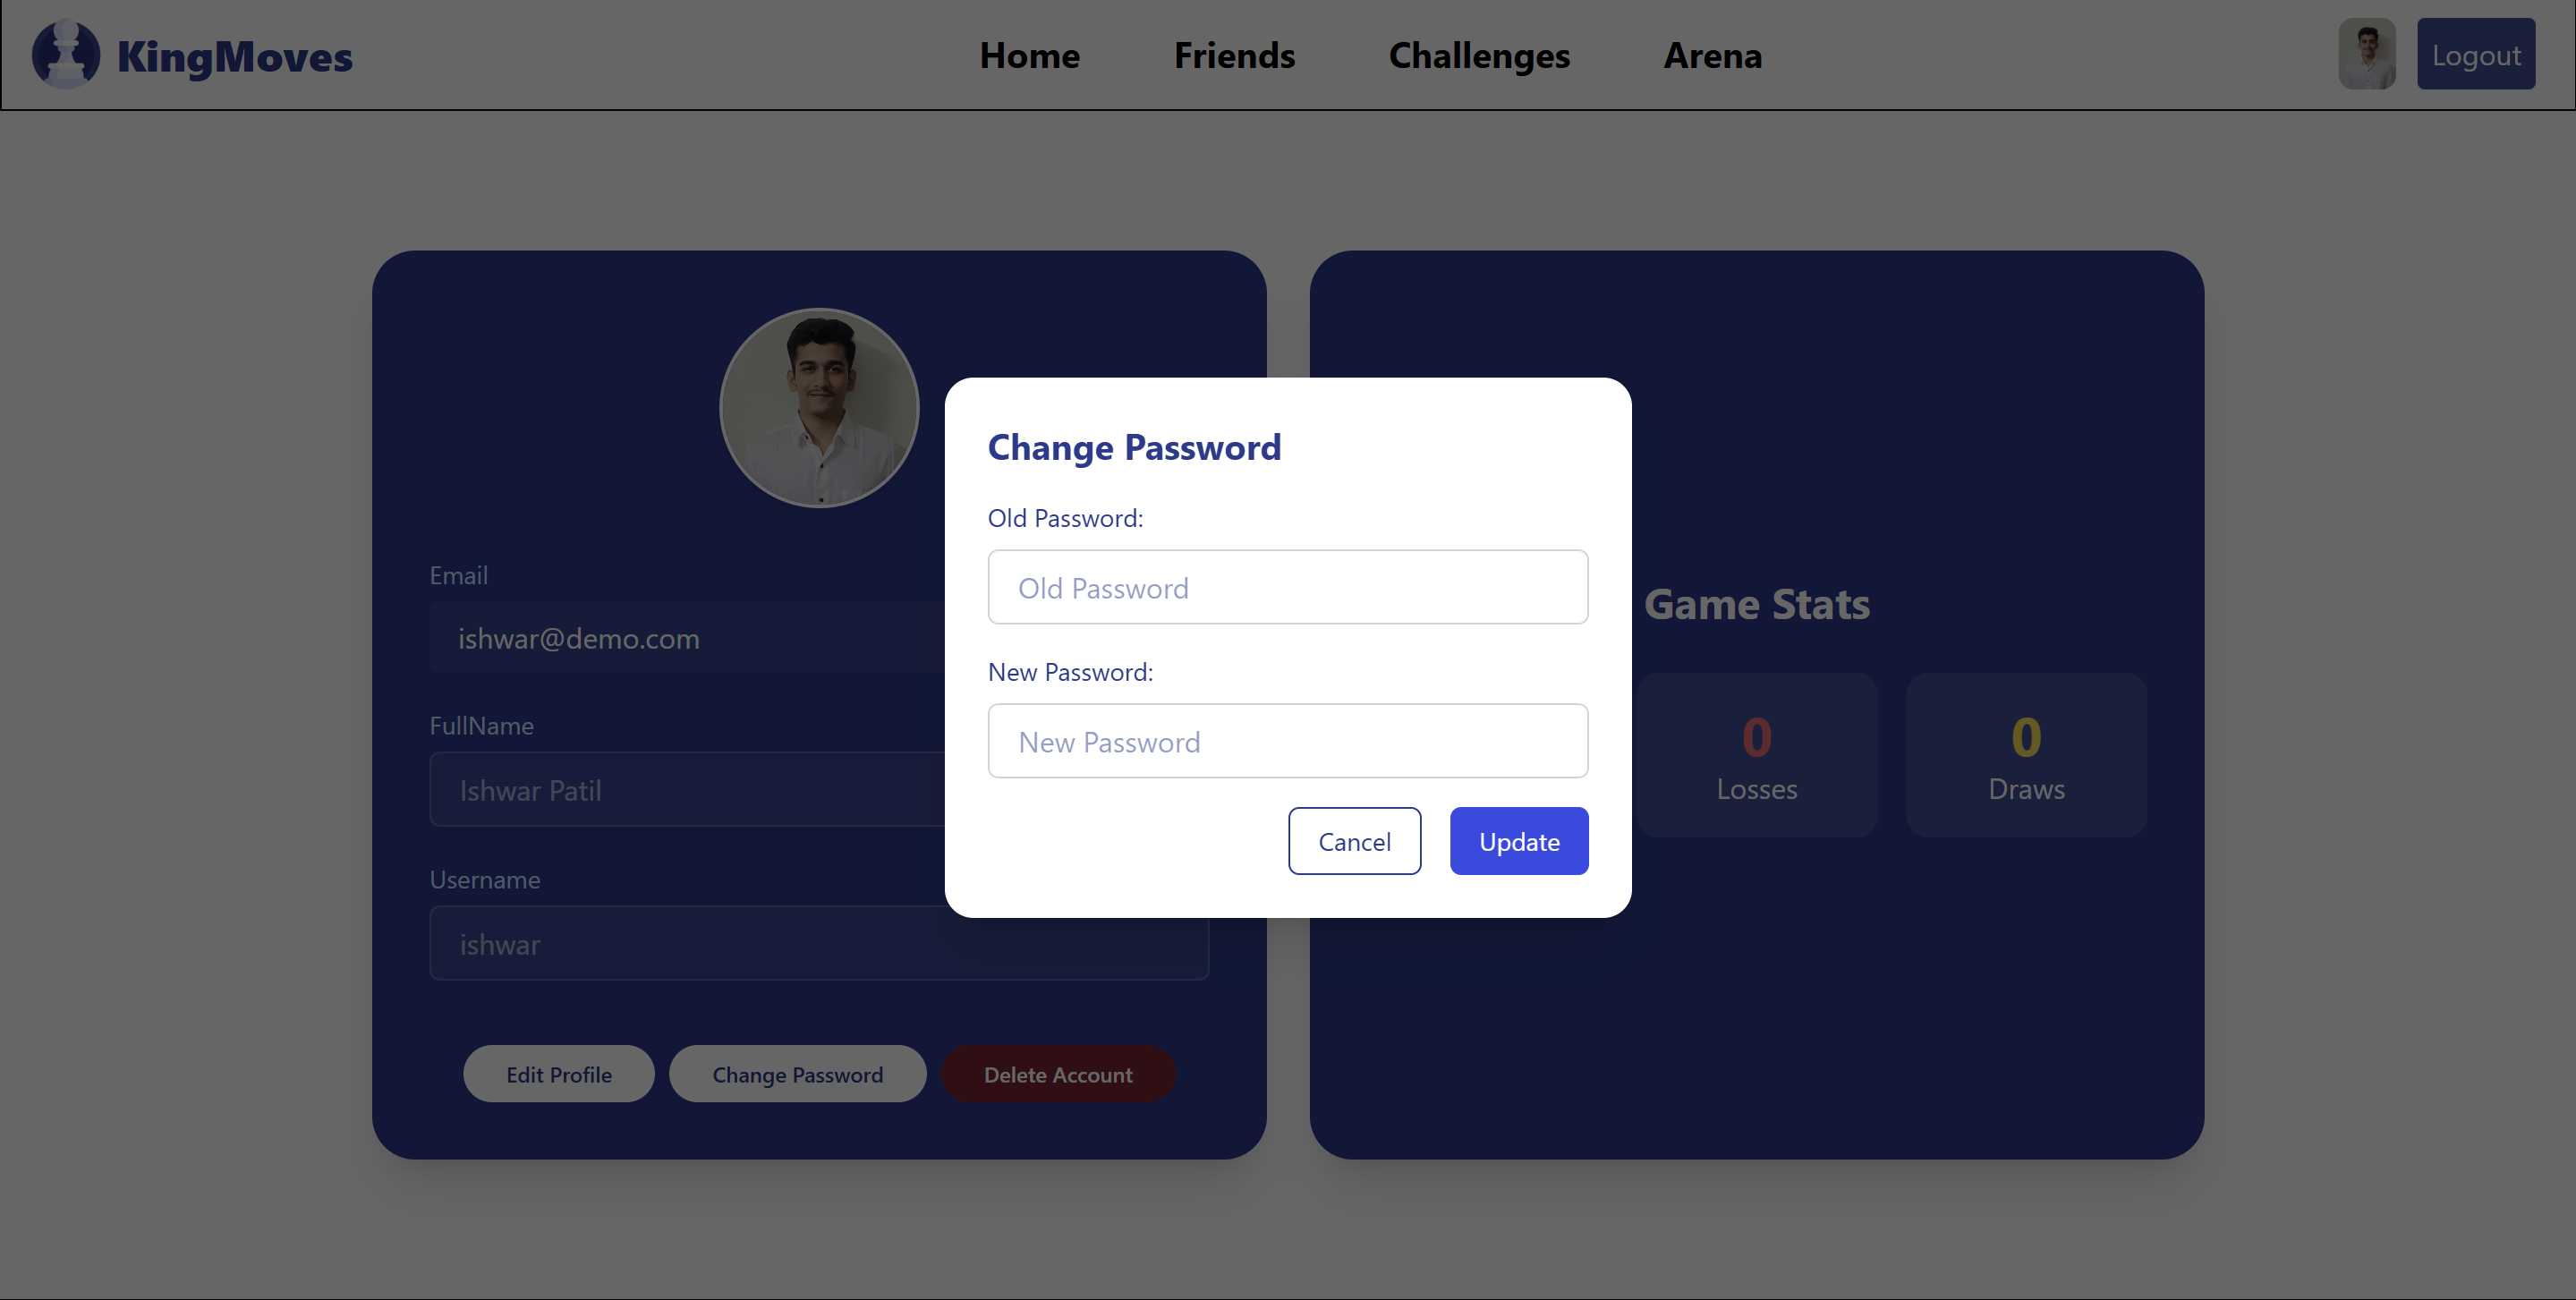 KingMoves
Home Friends Challenges Arena
Logout
Email
ishwar@demo.com
FullName
Ishwar Patil
Username
ishwar
Edit Profile Change Password Delete Account
Change Password
Old Password:
Old Password
New Password:
New Password
Cancel Update
Game Stats
0 0
Losses Draws